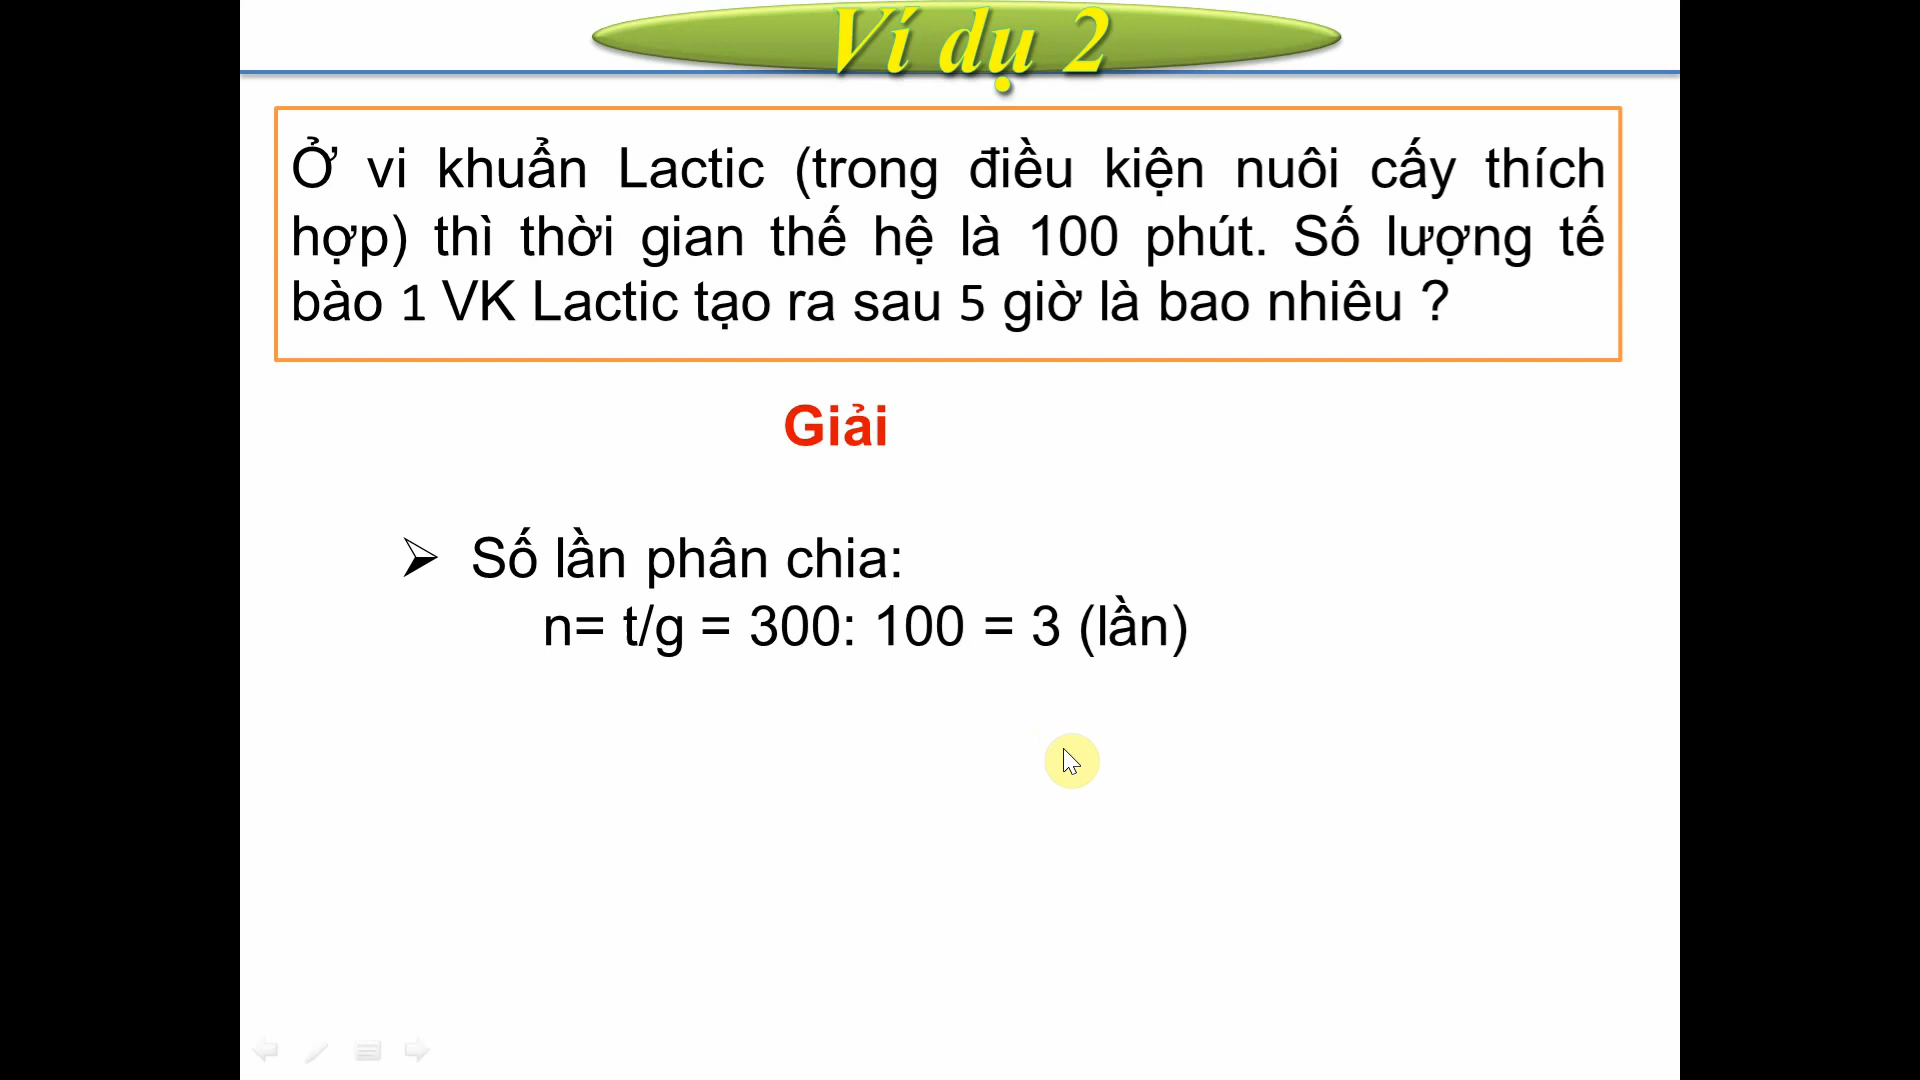 Ví dụ 2
Ở vi khuẩn Lactic (trong điều kiện nuôi cấy thích
hợp) thì thời gian thế hệ là 100 phút. Số lượng tế
bào 1 VK Lactic tạo ra sau 5 giờ là bao nhiêu ?
Giải
➢ Số lần phân chia:
n= t/g = 300: 100 = 3 (lần)